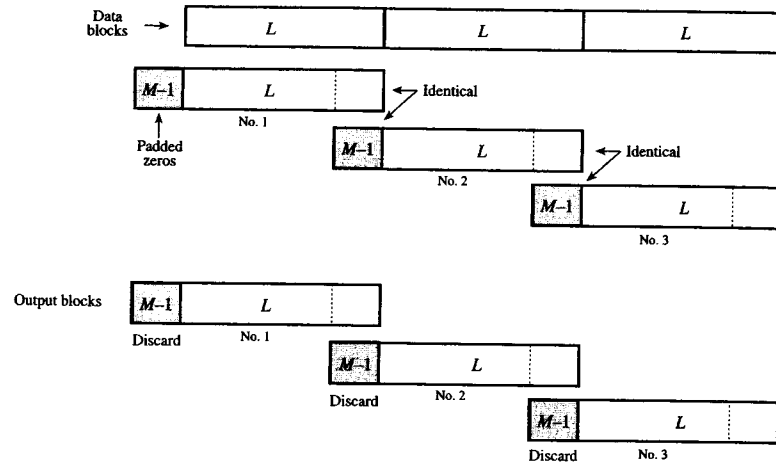 Data
blocks
L L L
M–1 L
Identical
No. 1
Padded
zeros
M–1 L
Identical
No. 2
M–1 L
No. 3
Output blocks
M–1 L
Discard
No. 1
M–1 L
Discard
No. 2
M–1 L
Discard
No. 3